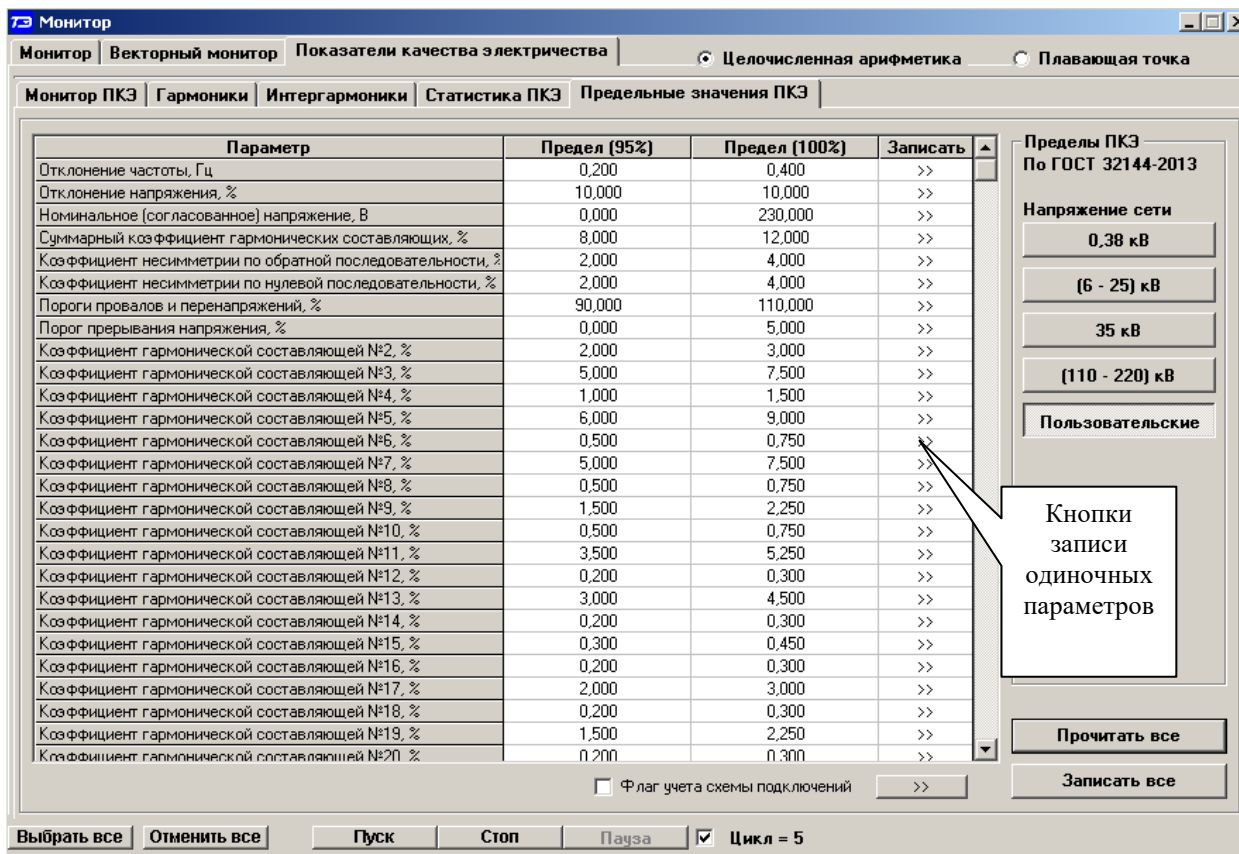 ТЭ Монитор
Монитор Векторный монитор Показатели качества электричества Целочисленная арифметика Плавающая точка
Монитор ПКЭ Гармоники Интергармоники Статистика ПКЭ Предельные значения ПКЭ
Параметр Предел (95%) Предел (100%) Записать
Отклонение частоты, Гц 0,200 0,400 >>
Отклонение напряжения, % 10,000 10,000 >>
Номинальное (согласованное) напряжение, В 0,000 230,000 >>
Суммарный коэффициент гармонических составляющих, % 8,000 12,000 >>
Коэффициент несимметрии по обратной последовательности, % 2,000 4,000 >>
Коэффициент несимметрии по нулевой последовательности, % 2,000 4,000 >>
Пороги провалов и перенапряжений, % 90,000 110,000 >>
Порог прерывания напряжения, % 0,000 5,000 >>
Коэффициент гармонической составляющей №2, % 2,000 3,000 >>
Коэффициент гармонической составляющей №3, % 5,000 7,500 >>
Коэффициент гармонической составляющей №4, % 1,000 1,500 >>
Коэффициент гармонической составляющей №5, % 6,000 9,000 >>
Коэффициент гармонической составляющей №6, % 0,500 0,750 >>
Коэффициент гармонической составляющей №7, % 5,000 7,500 >>
Коэффициент гармонической составляющей №8, % 0,500 0,750 >>
Коэффициент гармонической составляющей №9, % 1,500 2,250 >>
Коэффициент гармонической составляющей №10, % 0,500 0,750 >>
Коэффициент гармонической составляющей №11, % 3,500 5,250 >>
Коэффициент гармонической составляющей №12, % 0,200 0,300 >>
Коэффициент гармонической составляющей №13, % 3,000 4,500 >>
Коэффициент гармонической составляющей №14, % 0,200 0,300 >>
Коэффициент гармонической составляющей №15, % 0,300 0,450 >>
Коэффициент гармонической составляющей №16, % 0,200 0,300 >>
Коэффициент гармонической составляющей №17, % 2,000 3,000 >>
Коэффициент гармонической составляющей №18, % 0,200 0,300 >>
Коэффициент гармонической составляющей №19, % 1,500 2,250 >>
Коэффициент гармонической составляющей №20, % 0,200 0,300 >>
Флаг учета схемы подключений >>
Пределы ПКЭ
По ГОСТ 32144-2013
Напряжение сети
0,38 кВ
(6 - 25) кВ
35 кВ
(110 - 220) кВ
Пользовательские
Кнопки
записи
одиночных
параметров
Прочитать все
Записать все
Выбрать все Отменить все Пуск Стоп Пауза Цикл = 5